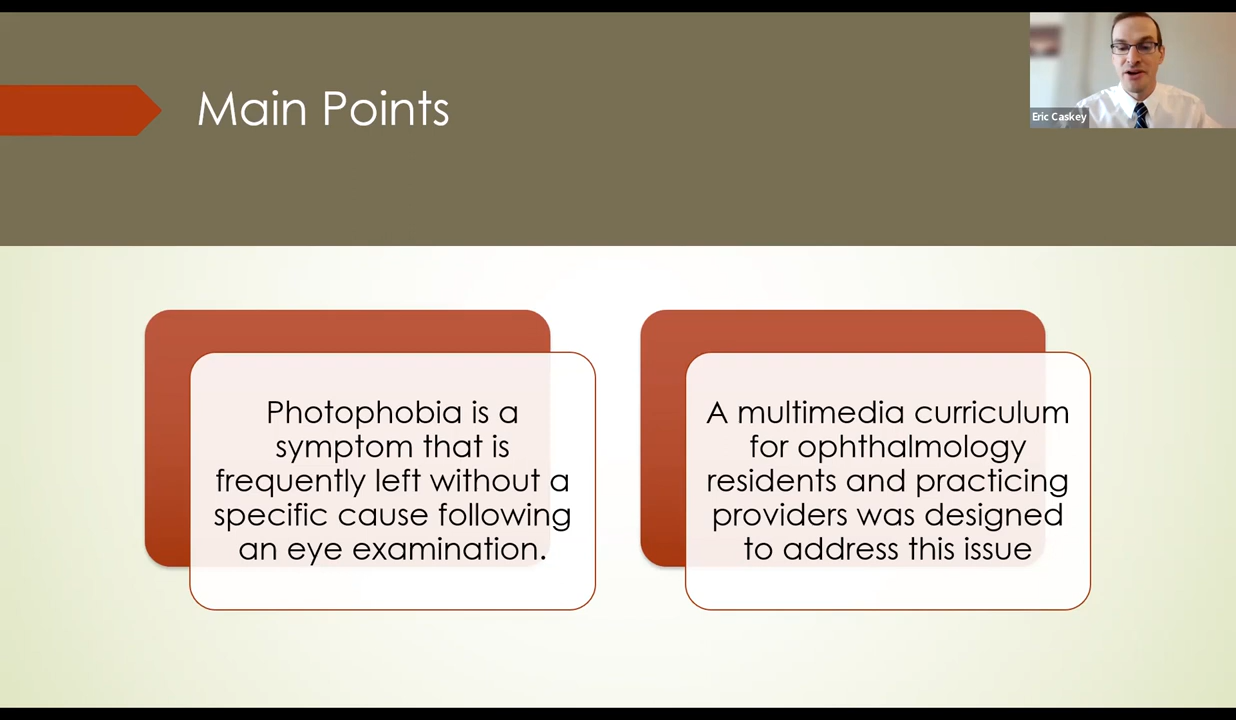 Main Points
Eric Caskey
Photophobia is a
symptom that is
frequently left without a
specific cause following
an eye examination.
A multimedia curriculum
for ophthalmology
residents and practicing
providers was designed
to address this issue